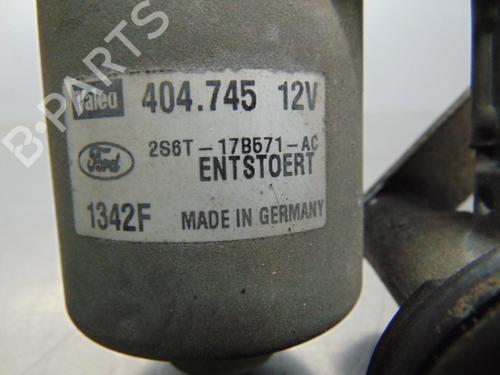 Valeo 404.745 12V
Ford 2S6T-17B571-AC
ENTSTOERT
1342F MADE IN GERMANY
B-PARTS